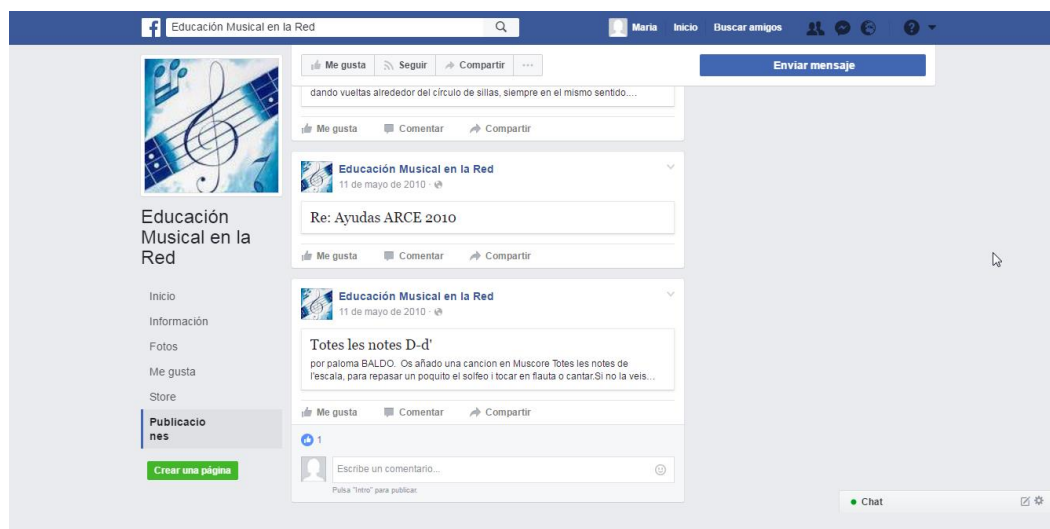 Educación Musical en la Red
Maria Inicio Buscar amigos
Me gusta Seguir Compartir ...
Enviar mensaje
dando vueltas alrededor del círculo de sillas, siempre en el mismo sentido....
Me gusta Comentar Compartir
Educación Musical en la Red
11 de mayo de 2010 ·
Re: Ayudas ARCE 2010
Me gusta Comentar Compartir
Educación Musical en la Red
11 de mayo de 2010 ·
Totes les notes D-d'
por paloma BALDO. Os añado una cancion en Muscore Totes les notes de
l'escala, para repasar un poquito el solfeo i tocar en flauta o cantar.Si no la veis...
Me gusta Comentar Compartir
1
Escribe un comentario...
Pulsa "Intro" para publicar.
Educación
Musical en la
Red
Inicio
Información
Fotos
Me gusta
Store
Publicacio
nes
Crear una página
Chat